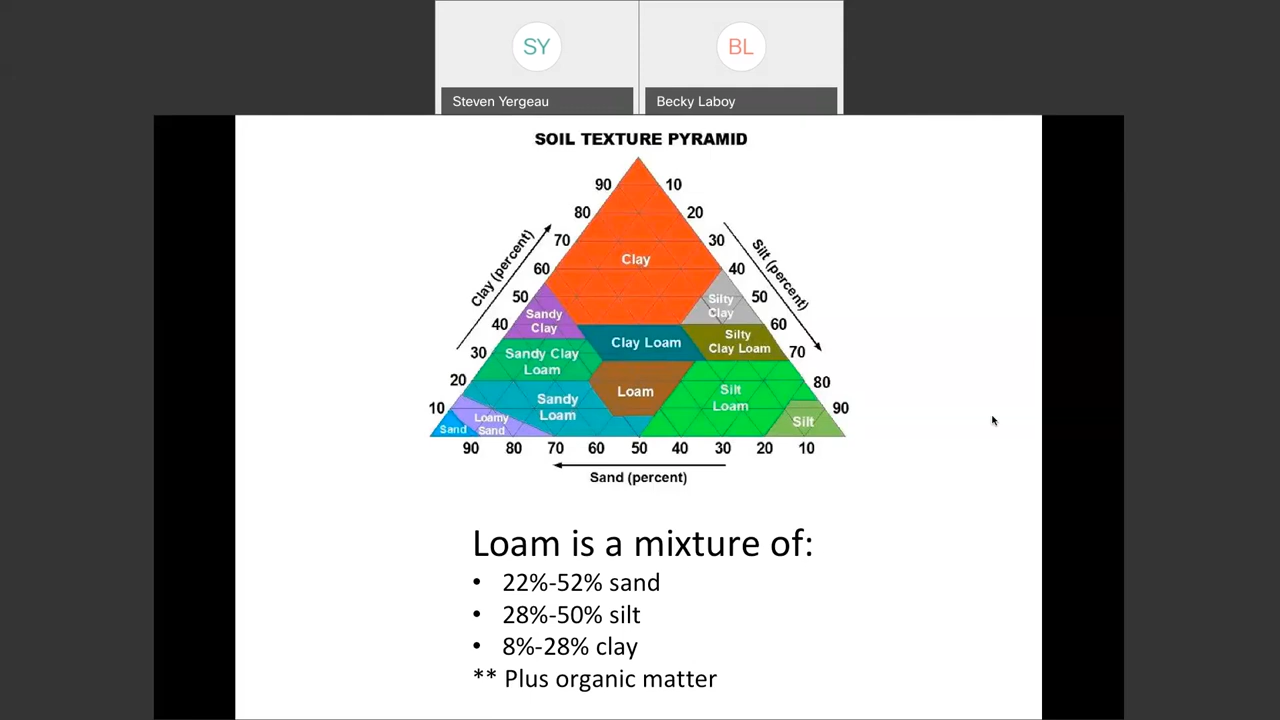 SY
BL
Steven Yergeau
Becky Laboy
SOIL TEXTURE PYRAMID
90 10
80 20
70 30
Clay
60 40
50 50
40 60
30 70
20 80
10 90
Clay (percent)
Silt (percent)
Silty
Clay
Sandy
Clay
Clay Loam
Silty
Clay Loam
Sandy Clay
Loam
Loam
Silt
Loam
Sandy
Loam
Loamy
Sand
Sand
Silt
90 80 70 60 50 40 30 20 10
Sand (percent)
Loam is a mixture of:
• 22%-52% sand
• 28%-50% silt
• 8%-28% clay
** Plus organic matter